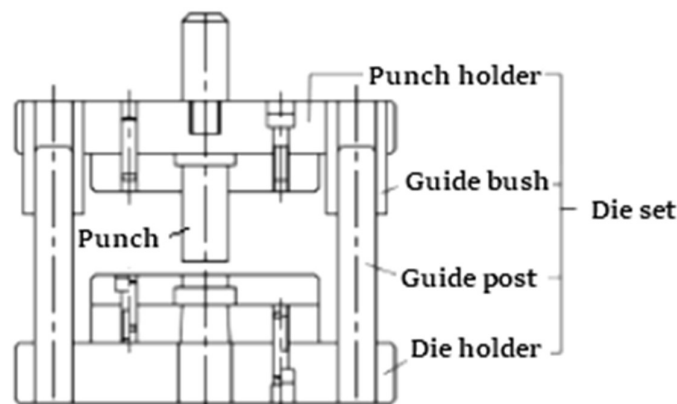 Punch holder
Guide bush
Die set
Punch
Guide post
Die holder